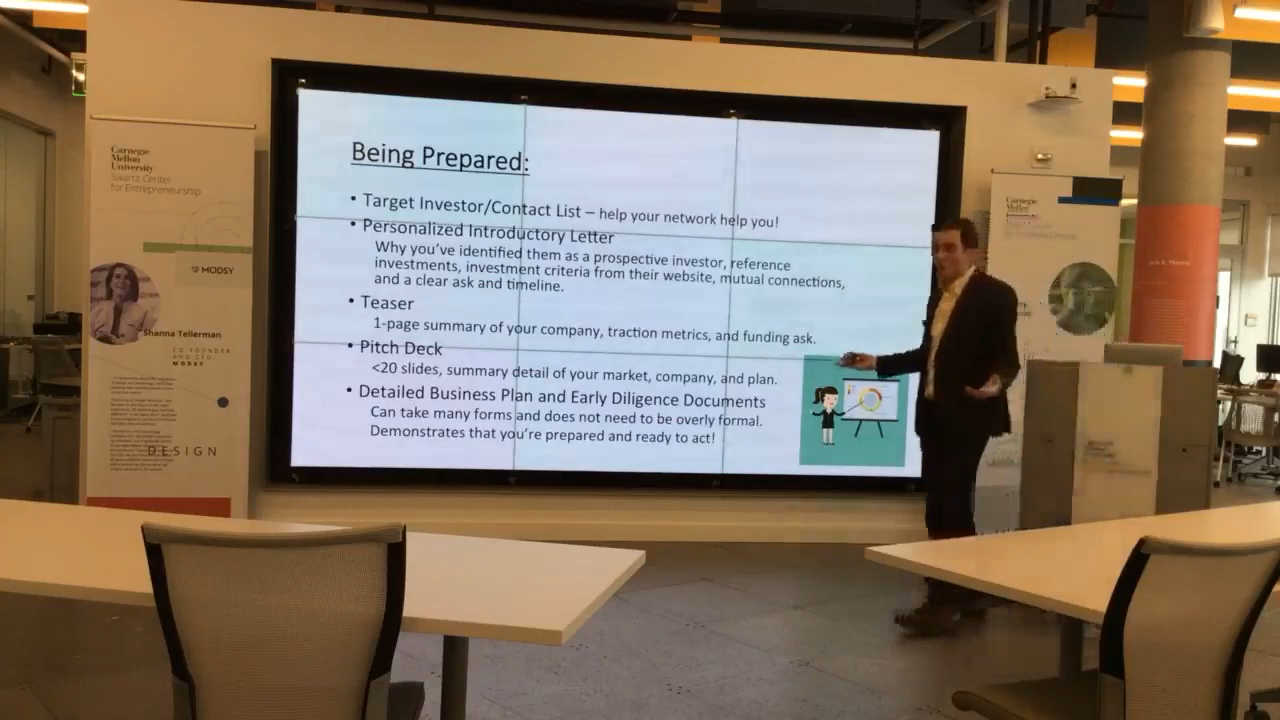 Carnegie
Mellon
University
Swartz Center
for Entrepreneurship
MODSY
Shanna Tellerman
CO-FOUNDER
AND CEO,
MODSY
DESIGN
Being Prepared:
• Target Investor/Contact List – help your network help you!
• Personalized Introductory Letter
Why you've identified them as a prospective investor, reference
investments, investment criteria from their website, mutual connections,
and a clear ask and timeline.
• Teaser
1-page summary of your company, traction metrics, and funding ask.
• Pitch Deck
<20 slides, summary detail of your market, company, and plan.
• Detailed Business Plan and Early Diligence Documents
Can take many forms and does not need to be overly formal.
Demonstrates that you're prepared and ready to act!
Carnegie
Mellon